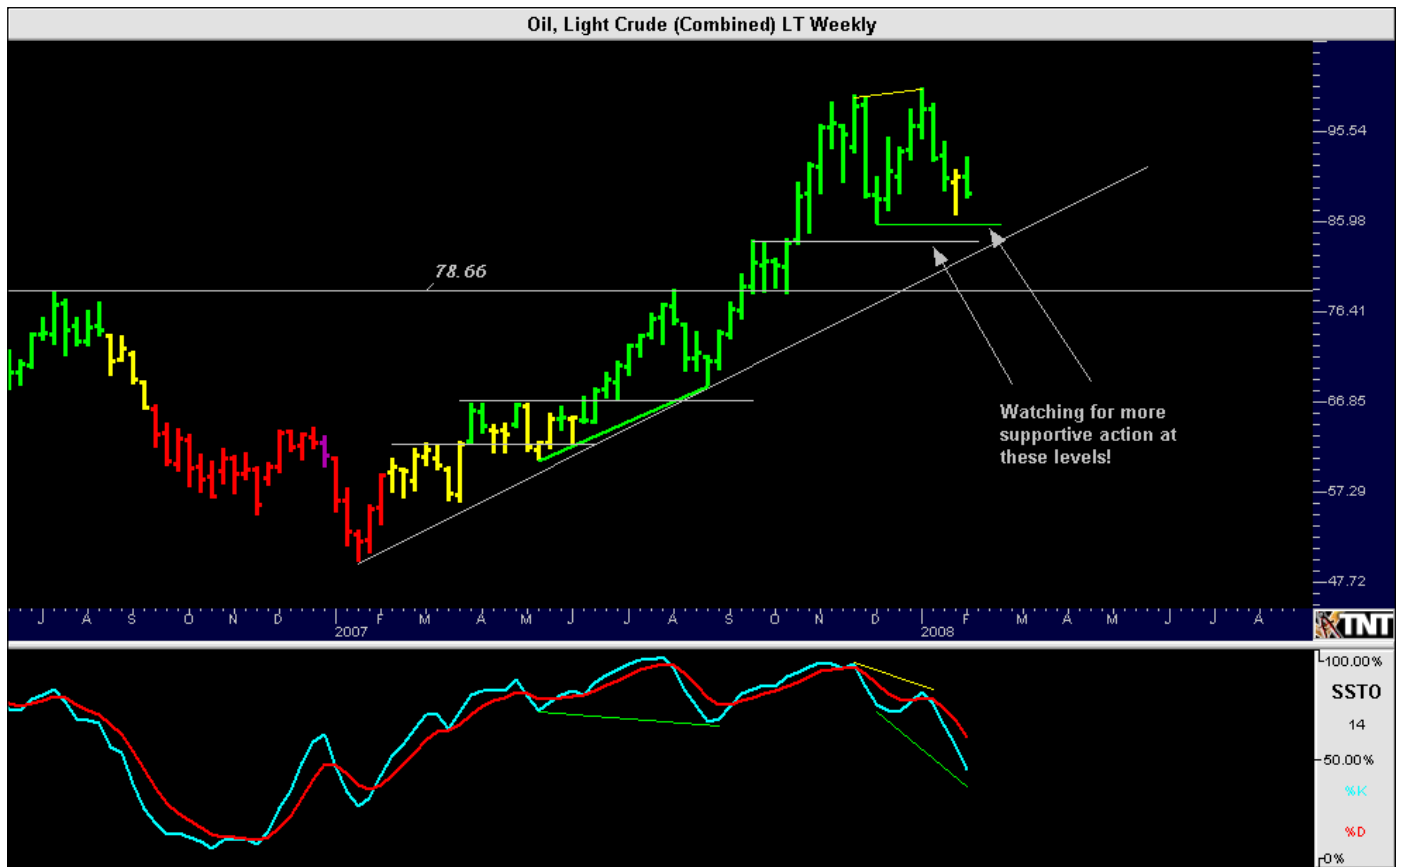 Oil, Light Crude (Combined) LT Weekly
78.66
95.54
85.98
76.41
66.85
57.29
47.72
Watching for more
supportive action at
these levels!
J A S O N D F M A M J J A S O N D F M A M J J A
2007 2008
TNT
100.00%
SSTO
14
50.00%
%K
%D
0%